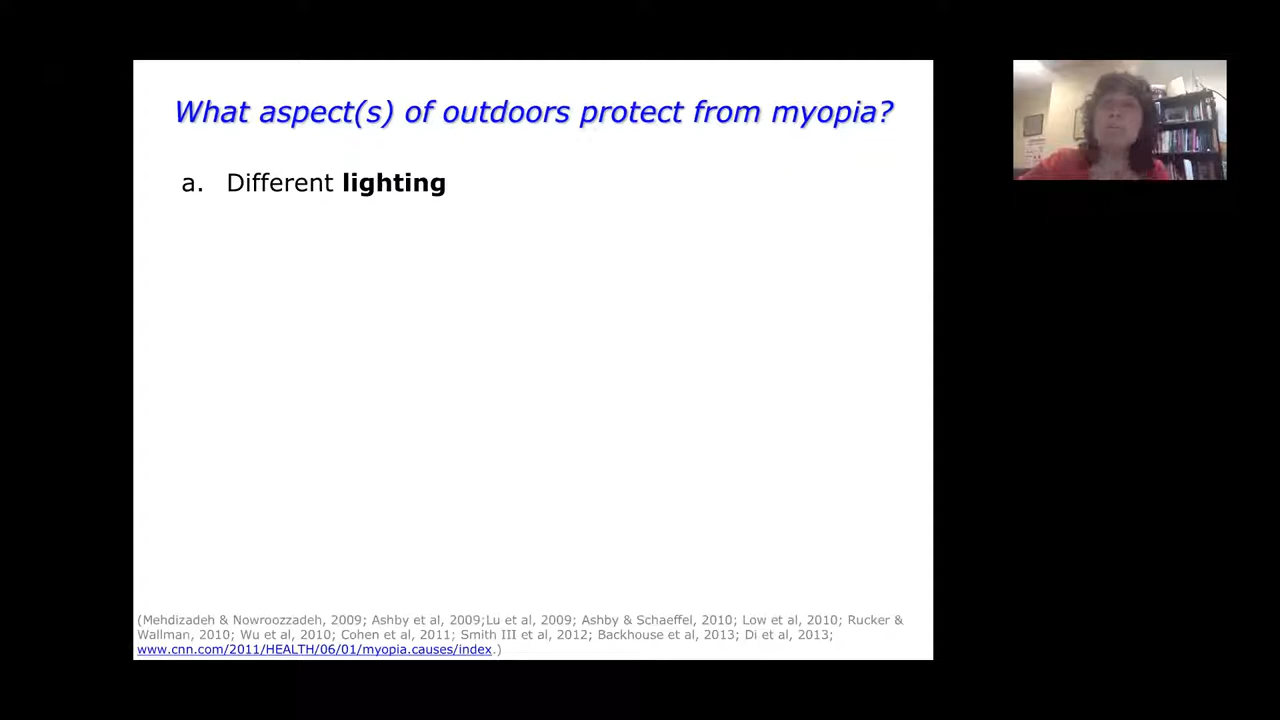 What aspect(s) of outdoors protect from myopia?
a. Different lighting
(Mehdizadeh & Nowroozzadeh, 2009; Ashby et al, 2009;Lu et al, 2009; Ashby & Schaeffel, 2010; Low et al, 2010; Rucker &
Wallman, 2010; Wu et al, 2010; Cohen et al, 2011; Smith III et al, 2012; Backhouse et al, 2013; Di et al, 2013;
www.cnn.com/2011/HEALTH/06/01/myopia.causes/index.)